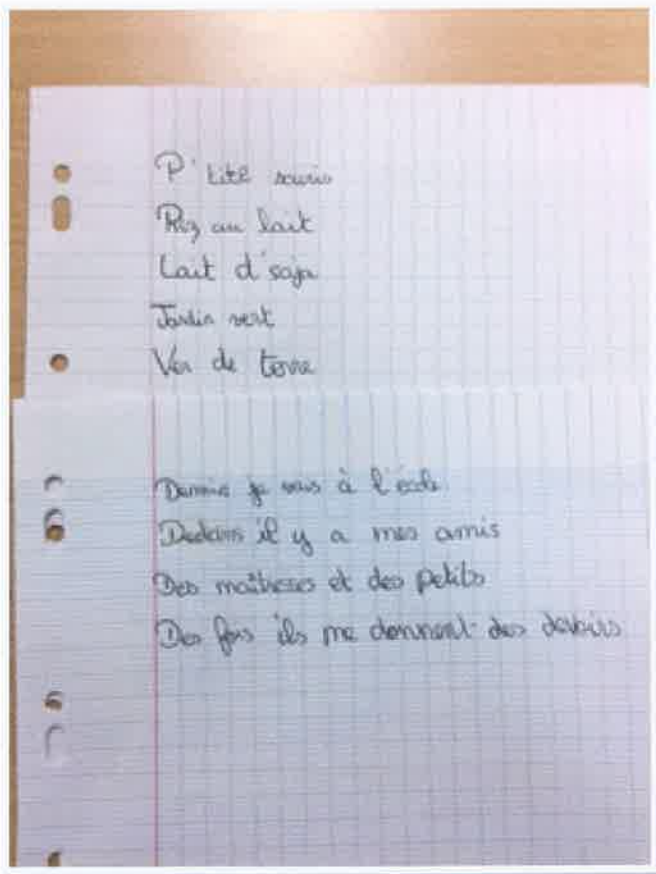 P'tite souris
Riz au lait
Lait d'soja
Jardin vert
Ver de terre
Demain je vais à l'école.
Dedans il y a mes amis
Des maîtresses et des petits
Des fois ils me donnent des devoirs